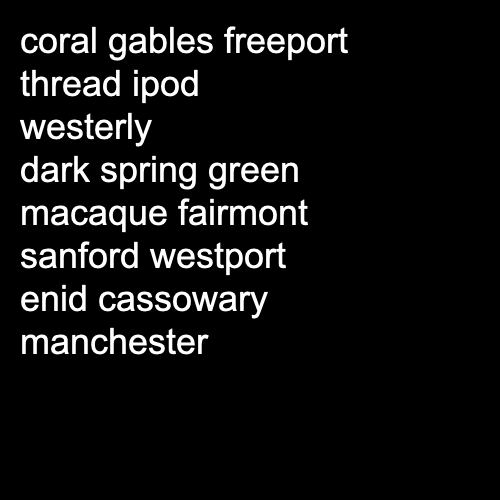 coral gables freeport
thread ipod
westerly
dark spring green
macaque fairmont
sanford westport
enid cassowary
manchester